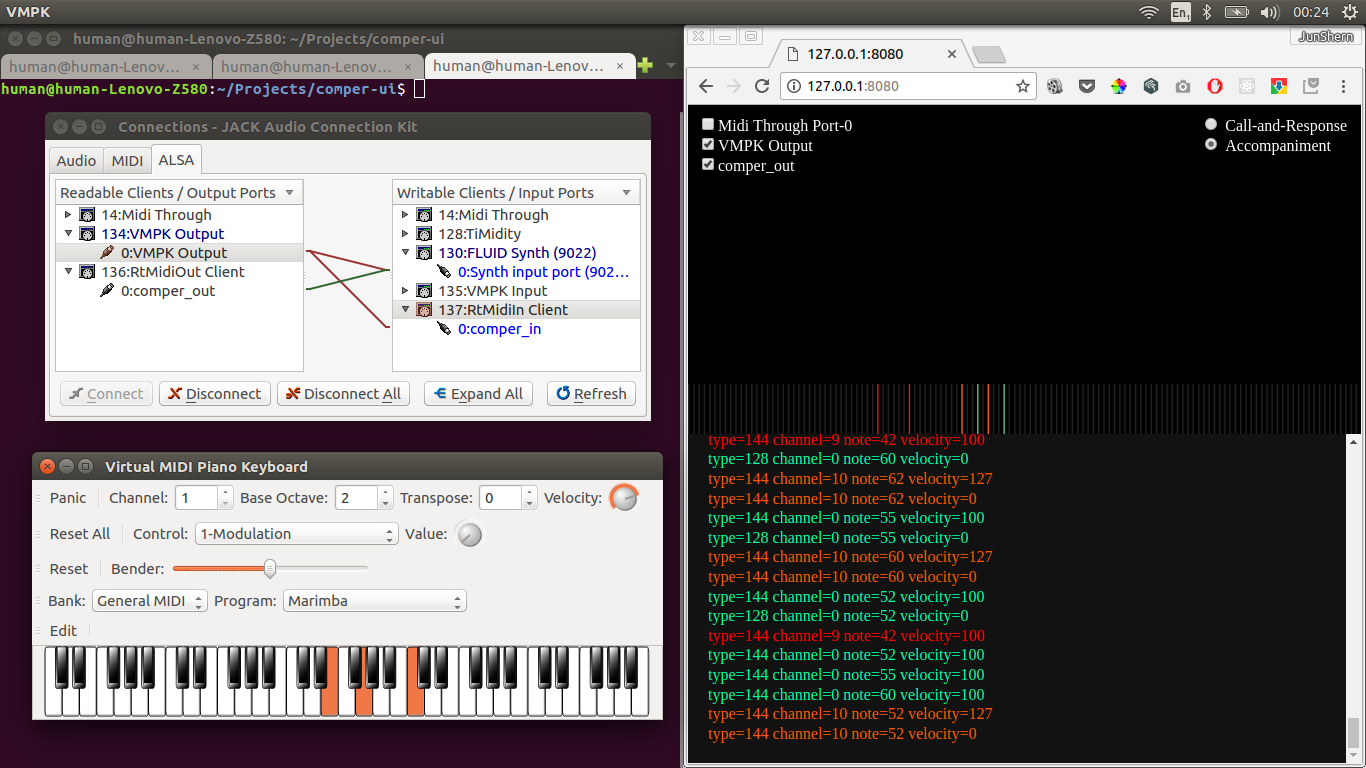 VMPK
En1
00:24
human@human-Lenovo-Z580: ~/Projects/comper-ui
human@human-Lenov... ×
human@human-Lenov... ×
human@human-Lenov... ×
human@human-Lenovo-Z580:~/Projects/comper-ui$
Connections - JACK Audio Connection Kit
Audio
MIDI
ALSA
Readable Clients / Output Ports
14:Midi Through
134:VMPK Output
0:VMPK Output
136:RtMidiOut Client
0:comper_out
Writable Clients / Input Ports
14:Midi Through
128:TiMidity
130:FLUID Synth (9022)
0:Synth input port (902...
135:VMPK Input
137:RtMidiIn Client
0:comper_in
Connect
Disconnect
Disconnect All
Expand All
Refresh
Virtual MIDI Piano Keyboard
Panic Channel: 1 Base Octave: 2 Transpose: 0 Velocity:
Reset All Control: 1-Modulation Value:
Reset Bender:
Bank: General MIDI Program: Marimba
Edit
JunShern
127.0.0.1:8080
127.0.0.1:8080
Midi Through Port-0
VMPK Output
comper_out
Call-and-Response
Accompaniment
type=144 channel=9 note=42 velocity=100
type=128 channel=0 note=60 velocity=0
type=144 channel=10 note=62 velocity=127
type=144 channel=10 note=62 velocity=0
type=144 channel=0 note=55 velocity=100
type=128 channel=0 note=55 velocity=0
type=144 channel=10 note=60 velocity=127
type=144 channel=10 note=60 velocity=0
type=144 channel=0 note=52 velocity=100
type=128 channel=0 note=52 velocity=0
type=144 channel=9 note=42 velocity=100
type=144 channel=0 note=52 velocity=100
type=144 channel=0 note=55 velocity=100
type=144 channel=0 note=60 velocity=100
type=144 channel=10 note=52 velocity=127
type=144 channel=10 note=52 velocity=0